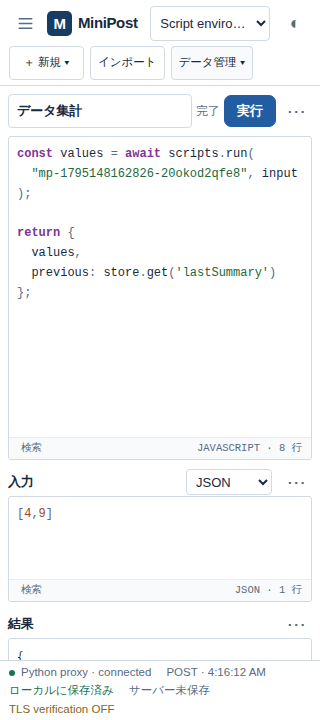 M MiniPost Script enviro…
＋ 新規 ▾ インポート データ管理 ▾
データ集計 完了 実行 ...
const values = await scripts.run(
"mp-1795148162826-20okod2qfe8", input
);
return {
values,
previous: store.get('lastSummary')
};
検索 JAVASCRIPT · 8 行
入力 JSON ...
[4,9]
検索 JSON · 1 行
結果 ...
{
Python proxy · connected POST · 4:16:12 AM
ローカルに保存済み サーバー未保存
TLS verification OFF